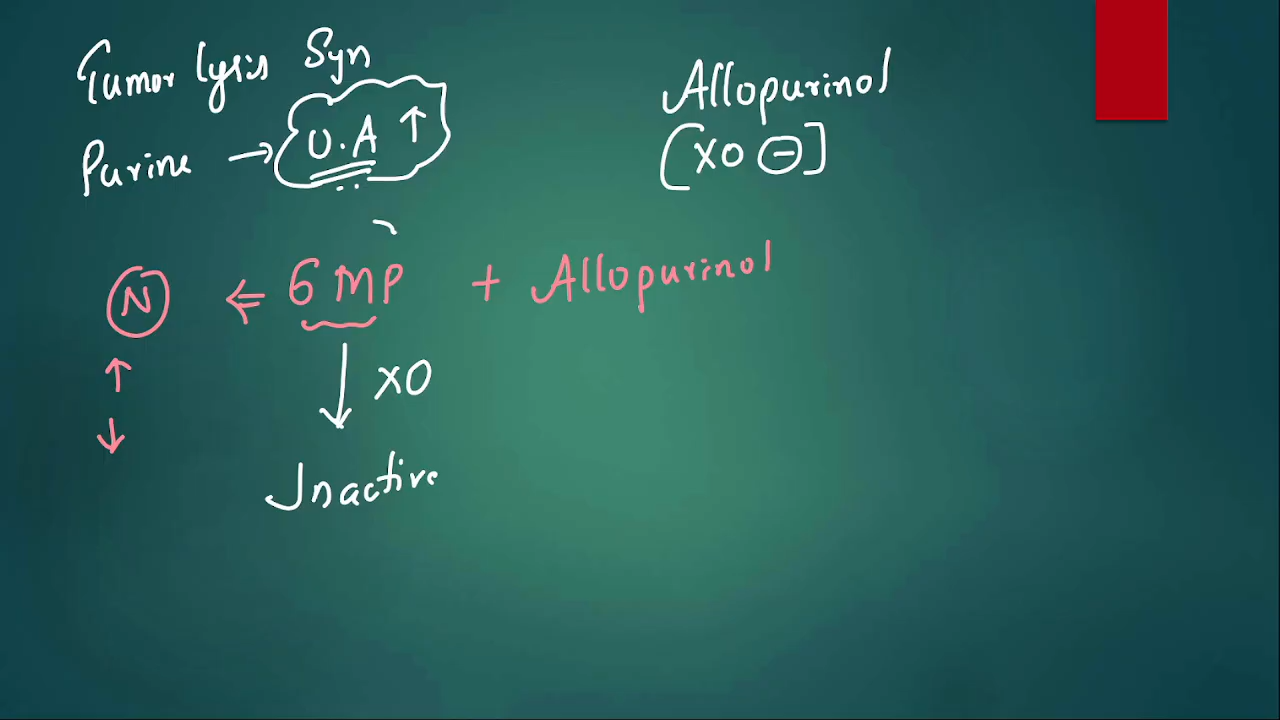 Tumor lysis Syn
Purine → U.A ↑
Allopurinol
[XO ⊖]
N ⇐ 6 MP + Allopurinol
↑
↓
XO
Inactive